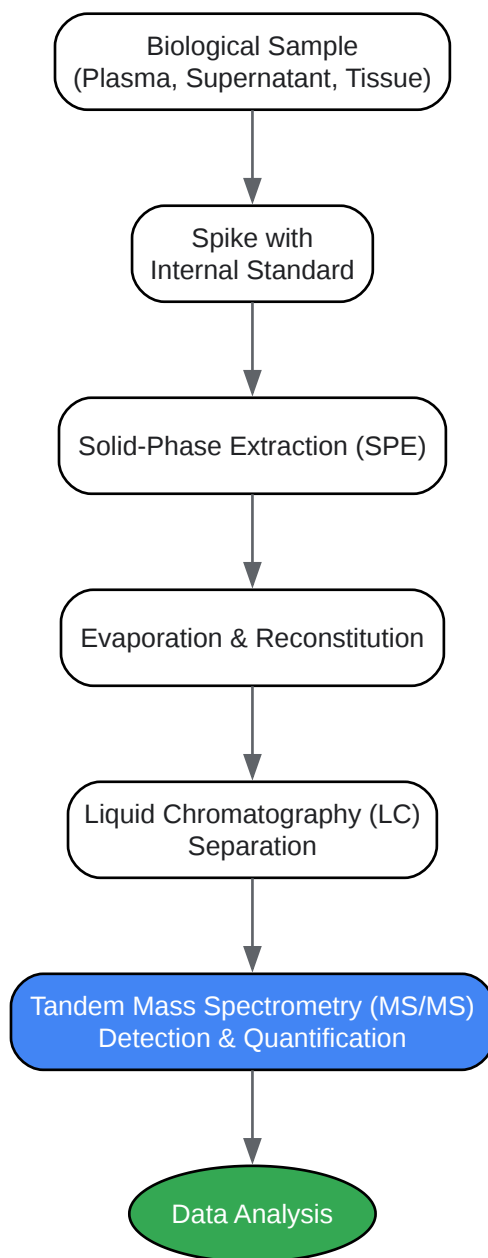 Biological Sample
(Plasma, Supernatant, Tissue)
Spike with
Internal Standard
Solid-Phase Extraction (SPE)
Evaporation & Reconstitution
Liquid Chromatography (LC)
Separation
Tandem Mass Spectrometry (MS/MS)
Detection & Quantification
Data Analysis